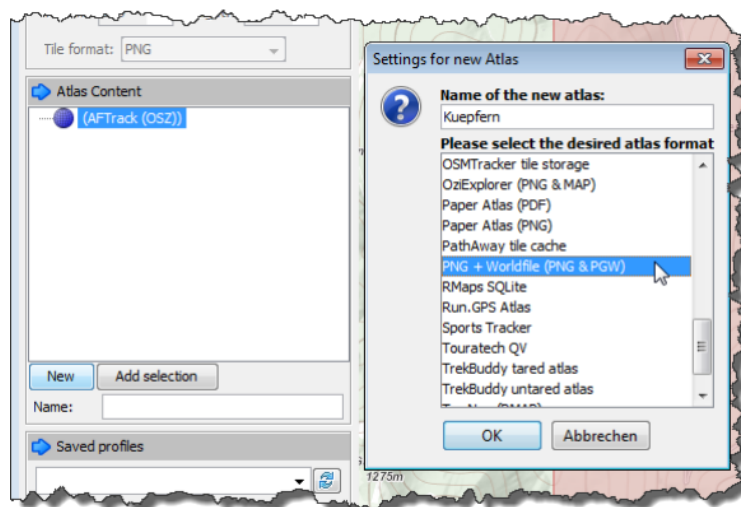 Tile format: PNG
Atlas Content
(AFTrack (OSZ))
New Add selection
Name:
Saved profiles
Settings for new Atlas
Name of the new atlas:
Kuepfern
Please select the desired atlas format
OSMTracker tile storage
OziExplorer (PNG & MAP)
Paper Atlas (PDF)
Paper Atlas (PNG)
PathAway tile cache
PNG + Worldfile (PNG & PGW)
RMaps SQLite
Run.GPS Atlas
Sports Tracker
Touratech QV
TrekBuddy tared atlas
TrekBuddy untared atlas
OK Abbrechen
1275m